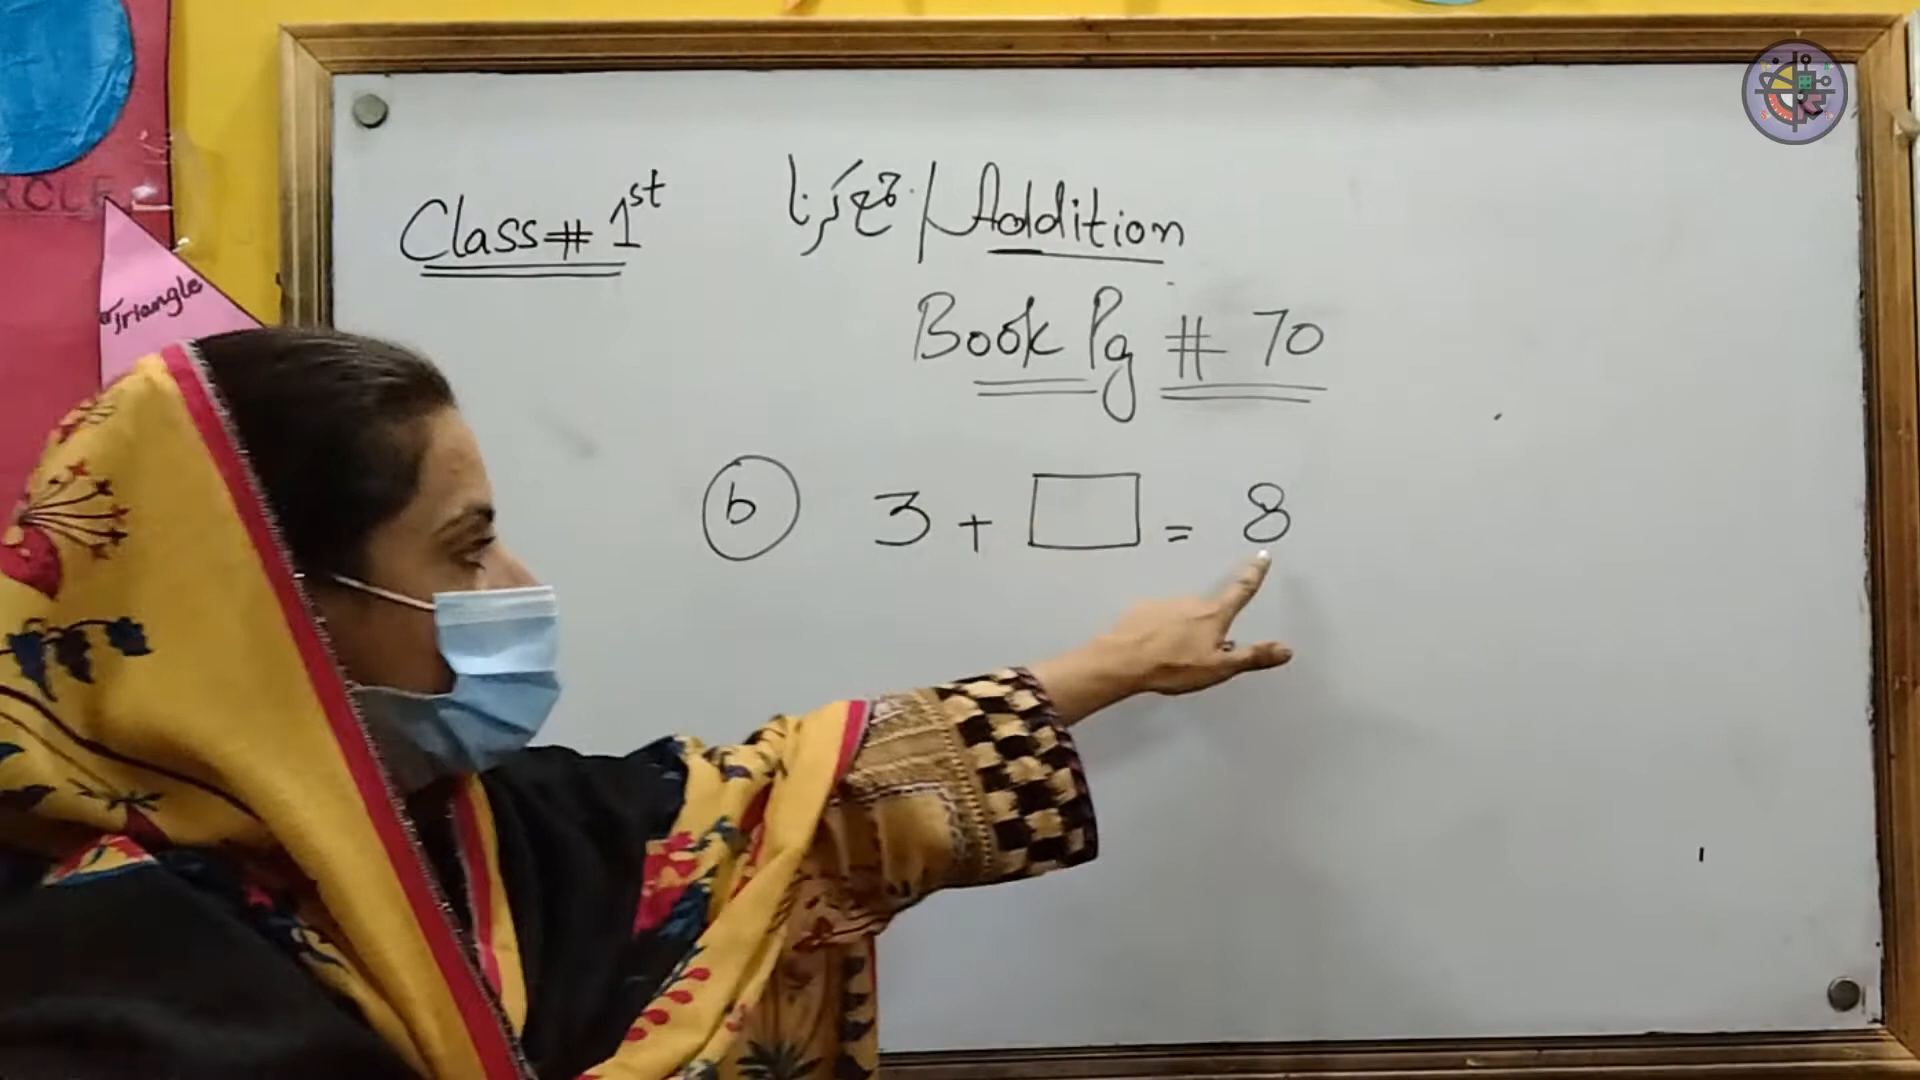 Class # 1st جمع کرنا / Addition
Book Pg # 70
b 3 + = 8
Triangle